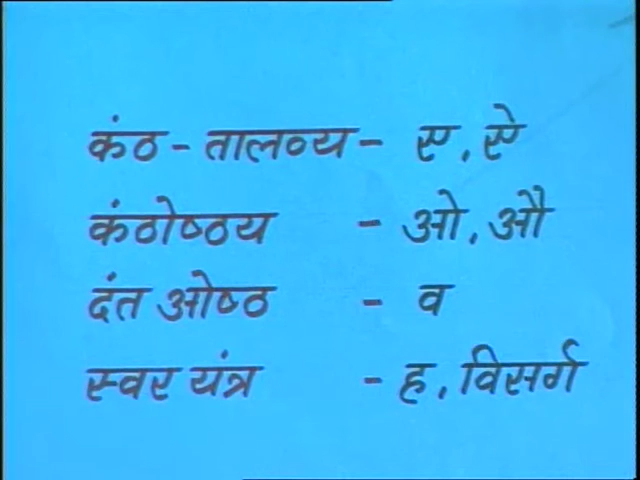 कंठ - तालव्य - ए, ऐ
कंठोष्ठय - ओ, औ
दंत ओष्ठ - व
स्वर यंत्र - ह, विसर्ग